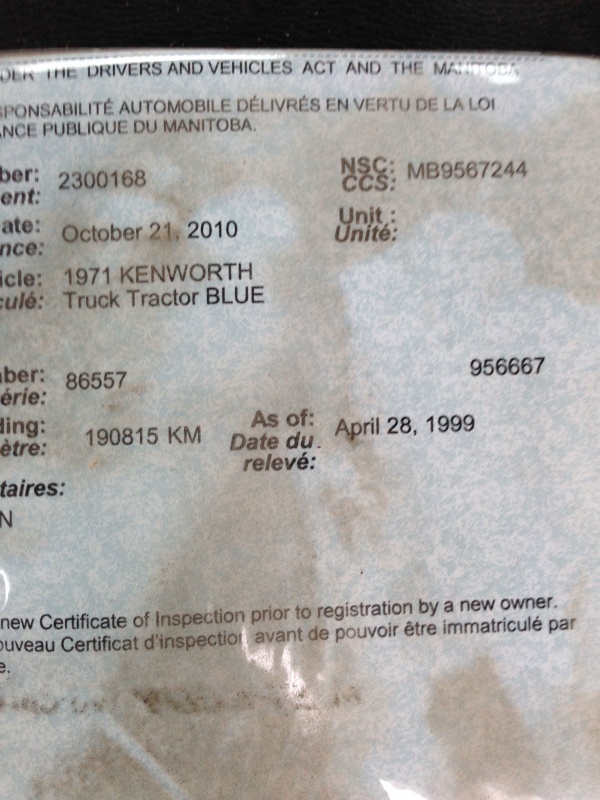 DER THE DRIVERS AND VEHICLES ACT AND THE MANITOBA
SPONSABILITÉ AUTOMOBILE DÉLIVRÉS EN VERTU DE LA LOI
NCE PUBLIQUE DU MANITOBA.
ber: 2300168 NSC: MB9567244
ent: CCS:
ate: October 21, 2010 Unit :
nce: Unité:
icle: 1971 KENWORTH
culé: Truck Tractor BLUE
956667
ber: 86557
érie:
ding: 190815 KM As of: April 28, 1999
ètre: Date du
relevé:
taires:
N
new Certificate of Inspection prior to registration by a new owner.
ouveau Certificat d'inspection avant de pouvoir être immatriculé par
e.